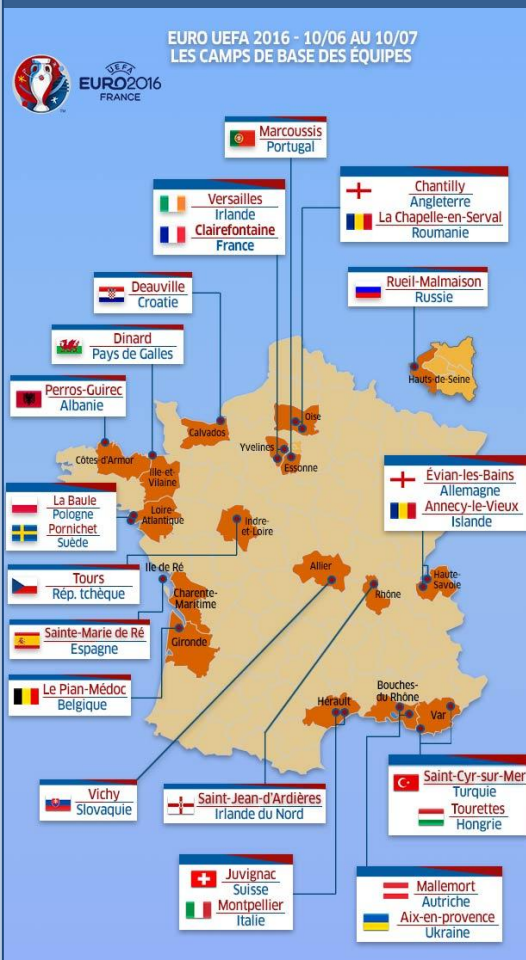 EURO UEFA 2016 - 10/06 AU 10/07
LES CAMPS DE BASE DES ÉQUIPES
UEFA
EURO2016
FRANCE
Marcoussis
Portugal
Versailles
Irlande
Clairefontaine
France
Chantilly
Angleterre
La Chapelle-en-Serval
Roumanie
Deauville
Croatie
Rueil-Malmaison
Russie
Dinard
Pays de Galles
Hauts-de-Seine
Perros-Guirec
Albanie
Oise
Calvados
Yvelines
Essonne
Côtes-d'Armor
Ille-et-
Vilaine
Évian-les-Bains
Allemagne
Annecy-le-Vieux
Islande
La Baule
Pologne
Pornichet
Suède
Loire-
Atlantique
Indre-
et-Loire
Tours
Rép. tchèque
Ile de Ré
Allier
Rhône
Haute-
Savoie
Charente-
Maritime
Sainte-Marie de Ré
Espagne
Gironde
Le Pian-Médoc
Belgique
Hérault
Bouches-
du Rhône
Var
Vichy
Slovaquie
Saint-Jean-d'Ardières
Irlande du Nord
Saint-Cyr-sur-Mer
Turquie
Tourettes
Hongrie
Juvignac
Suisse
Montpellier
Italie
Mallemort
Autriche
Aix-en-provence
Ukraine